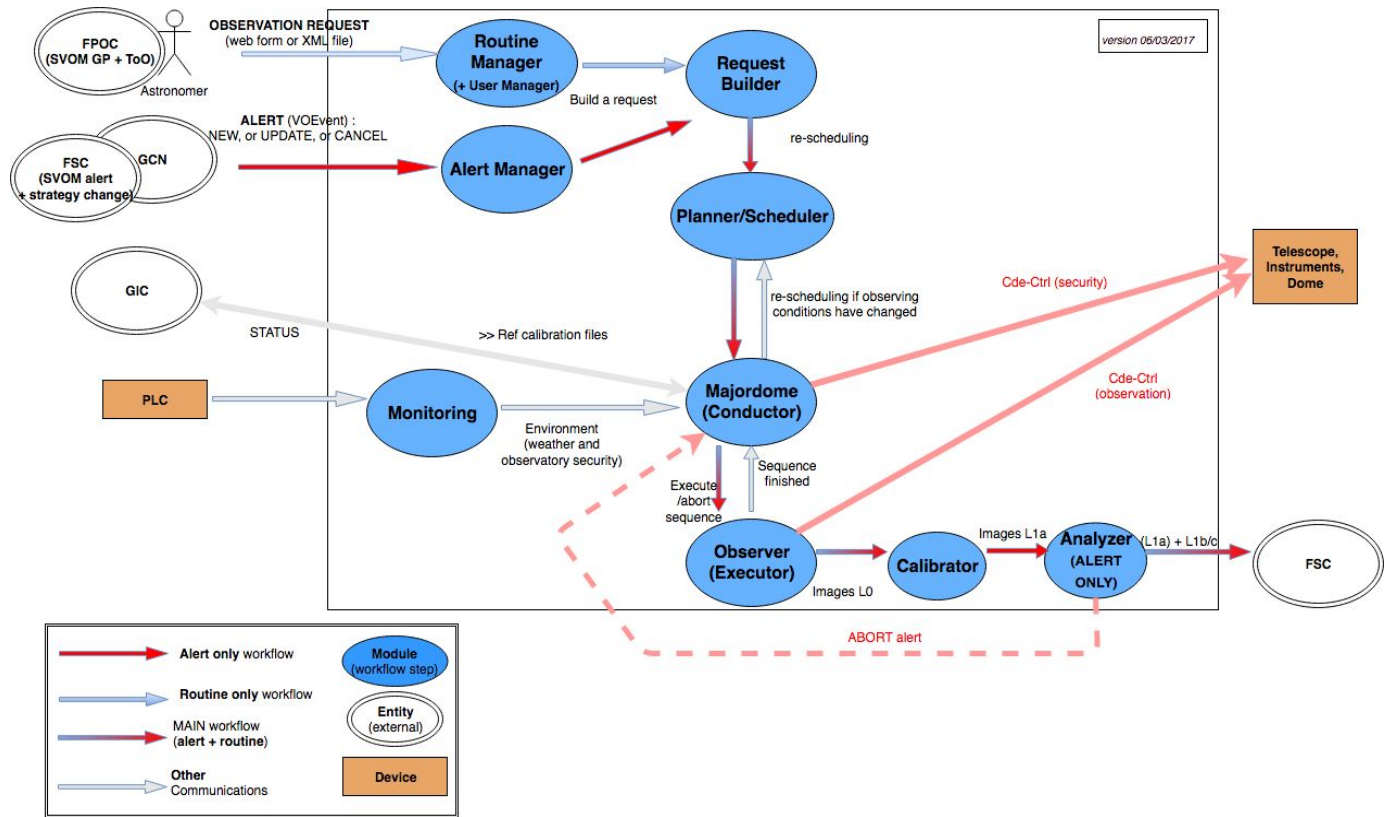 FPOC
(SVOM GP + ToO)
Astronomer
OBSERVATION REQUEST
(web form or XML file)
Routine
Manager
(+ User Manager)
Build a request
Request
Builder
version 06/03/2017
ALERT (VOEvent) :
NEW, or UPDATE, or CANCEL
GCN
FSC
(SVOM alert
+ strategy change)
Alert Manager
re-scheduling
Planner/Scheduler
GIC
STATUS
>> Ref calibration files
re-scheduling if observing
conditions have changed
Cde-Ctrl (security)
Telescope,
Instruments,
Dome
Cde-Ctrl
(observation)
PLC
Monitoring
Environment
(weather and
observatory security)
Majordome
(Conductor)
Execute
/abort
sequence
Sequence
finished
Observer
(Executor)
Images L0
Calibrator
Images L1a
Analyzer
(ALERT
ONLY)
(L1a) + L1b/c
FSC
ABORT alert
Alert only workflow
Routine only workflow
MAIN workflow
(alert + routine)
Other
Communications
Module
(workflow step)
Entity
(external)
Device